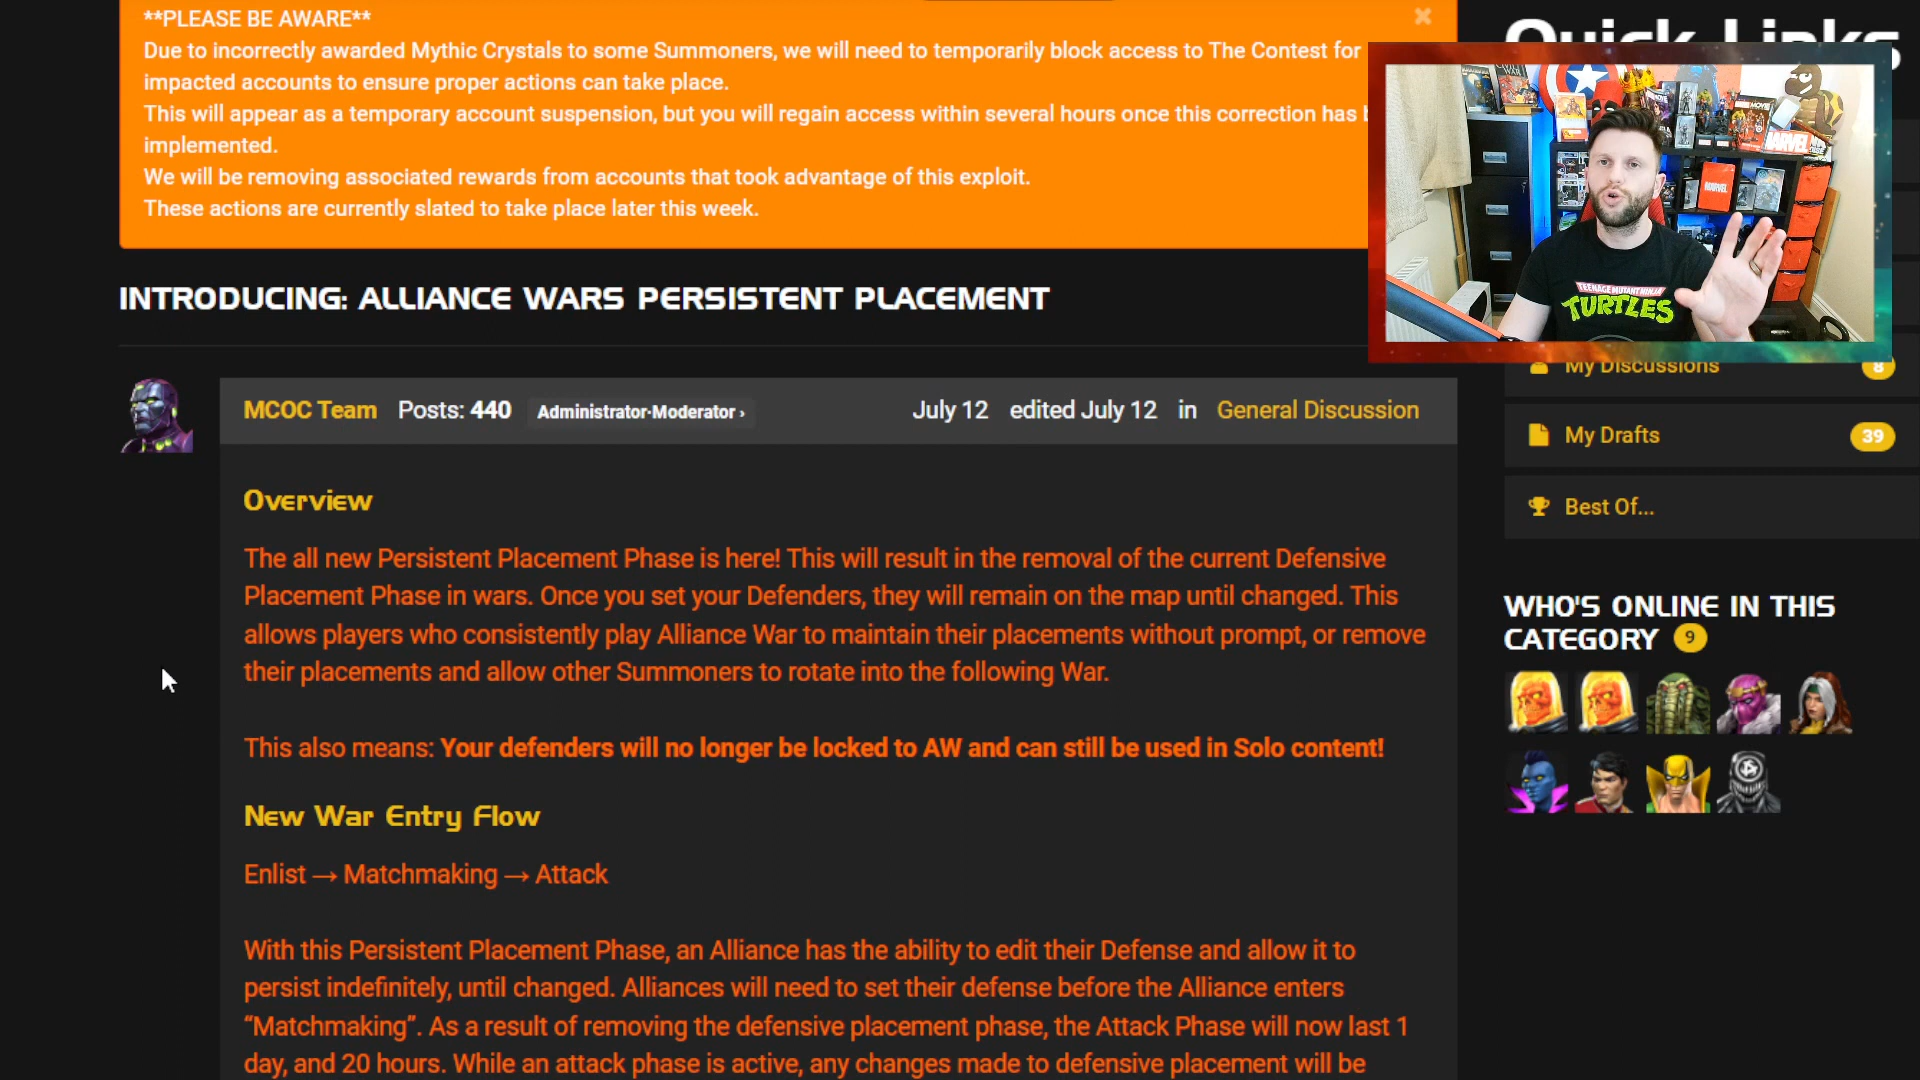 **PLEASE BE AWARE**
Due to incorrectly awarded Mythic Crystals to some Summoners, we will need to temporarily block access to The Contest for
impacted accounts to ensure proper actions can take place.
This will appear as a temporary account suspension, but you will regain access within several hours once this correction has
implemented.
We will be removing associated rewards from accounts that took advantage of this exploit.
These actions are currently slated to take place later this week.
Quick Links
MARVEL
MARVEL
TEENAGE MUTANT NINJA
TURTLES
INTRODUCING: ALLIANCE WARS PERSISTENT PLACEMENT
MCOC Team Posts: 440 Administrator·Moderator › July 12 edited July 12 in General Discussion
My Discussions 8
My Drafts 39
Best Of...
Overview
The all new Persistent Placement Phase is here! This will result in the removal of the current Defensive
Placement Phase in wars. Once you set your Defenders, they will remain on the map until changed. This
allows players who consistently play Alliance War to maintain their placements without prompt, or remove
their placements and allow other Summoners to rotate into the following War.
This also means: Your defenders will no longer be locked to AW and can still be used in Solo content!
New War Entry Flow
Enlist → Matchmaking → Attack
With this Persistent Placement Phase, an Alliance has the ability to edit their Defense and allow it to
persist indefinitely, until changed. Alliances will need to set their defense before the Alliance enters
“Matchmaking”. As a result of removing the defensive placement phase, the Attack Phase will now last 1
day, and 20 hours. While an attack phase is active, any changes made to defensive placement will be
WHO'S ONLINE IN THIS
CATEGORY 9